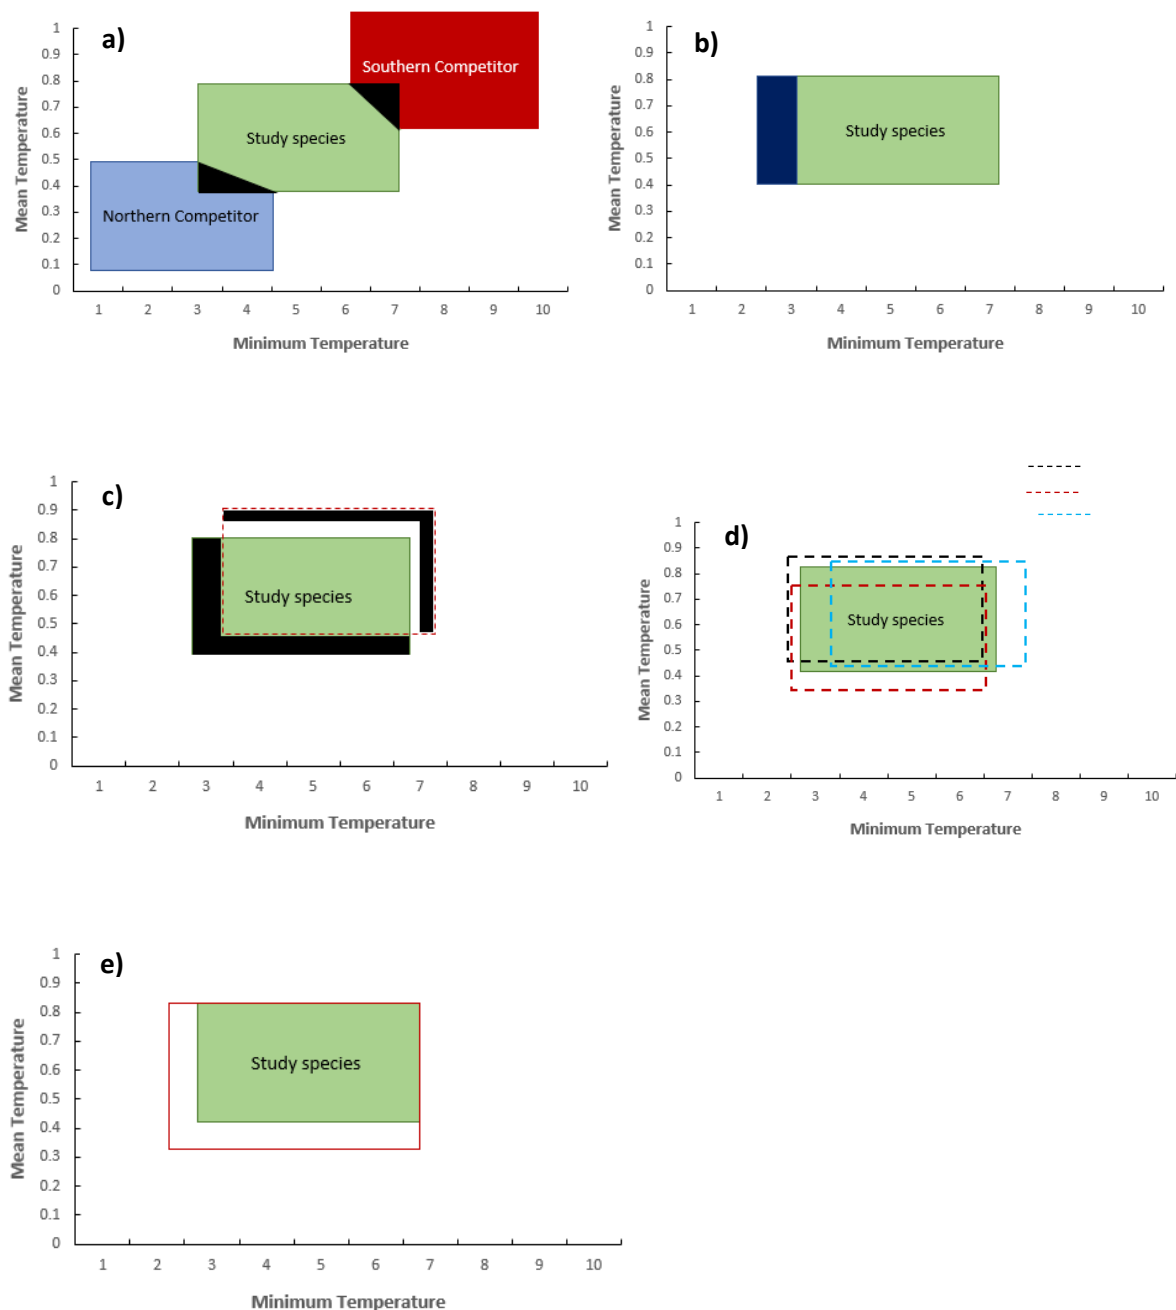 a)
1
0.9
0.8
0.7
0.6
0.5
0.4
0.3
0.2
0.1
0
Mean Temperature
Southern Competitor
Study species
Northern Competitor
1 2 3 4 5 6 7 8 9 10
Minimum Temperature
b)
1
0.9
0.8
0.7
0.6
0.5
0.4
0.3
0.2
0.1
0
Mean Temperature
Study species
1 2 3 4 5 6 7 8 9 10
Minimum Temperature
c)
1
0.9
0.8
0.7
0.6
0.5
0.4
0.3
0.2
0.1
0
Mean Temperature
Study species
1 2 3 4 5 6 7 8 9 10
Minimum Temperature
d)
1
0.9
0.8
0.7
0.6
0.5
0.4
0.3
0.2
0.1
0
Mean Temperature
Study species
1 2 3 4 5 6 7 8 9 10
Minimum Temperature
e)
1
0.9
0.8
0.7
0.6
0.5
0.4
0.3
0.2
0.1
0
Mean Temperature
Study species
1 2 3 4 5 6 7 8 9 10
Minimum Temperature